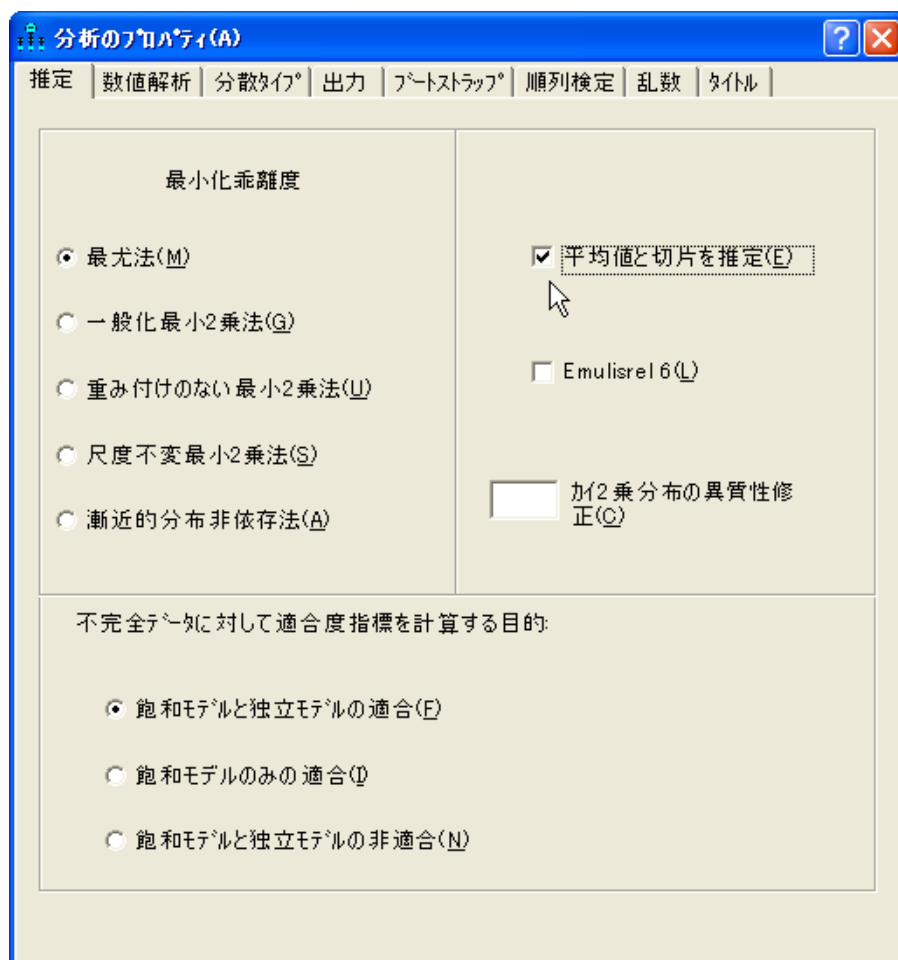 分析のﾌﾟﾛﾊﾟﾃｨ(A)
推定 数値解析 分散ﾀｲﾌﾟ 出力 ﾌﾞｰﾄｽﾄﾗｯﾌﾟ 順列検定 乱数 ﾀｲﾄﾙ
最小化乖離度
最尤法(M)
一般化最小2乗法(G)
重み付けのない最小2乗法(U)
尺度不変最小2乗法(S)
漸近的分布非依存法(A)
平均値と切片を推定(E)
Emulisrel 6(L)
ｶｲ2乗分布の異質性修
正(C)
不完全ﾃﾞｰﾀに対して適合度指標を計算する目的:
飽和ﾓﾃﾞﾙと独立ﾓﾃﾞﾙの適合(F)
飽和モデルのみの適合(I)
飽和ﾓﾃﾞﾙと独立ﾓﾃﾞﾙの非適合(N)